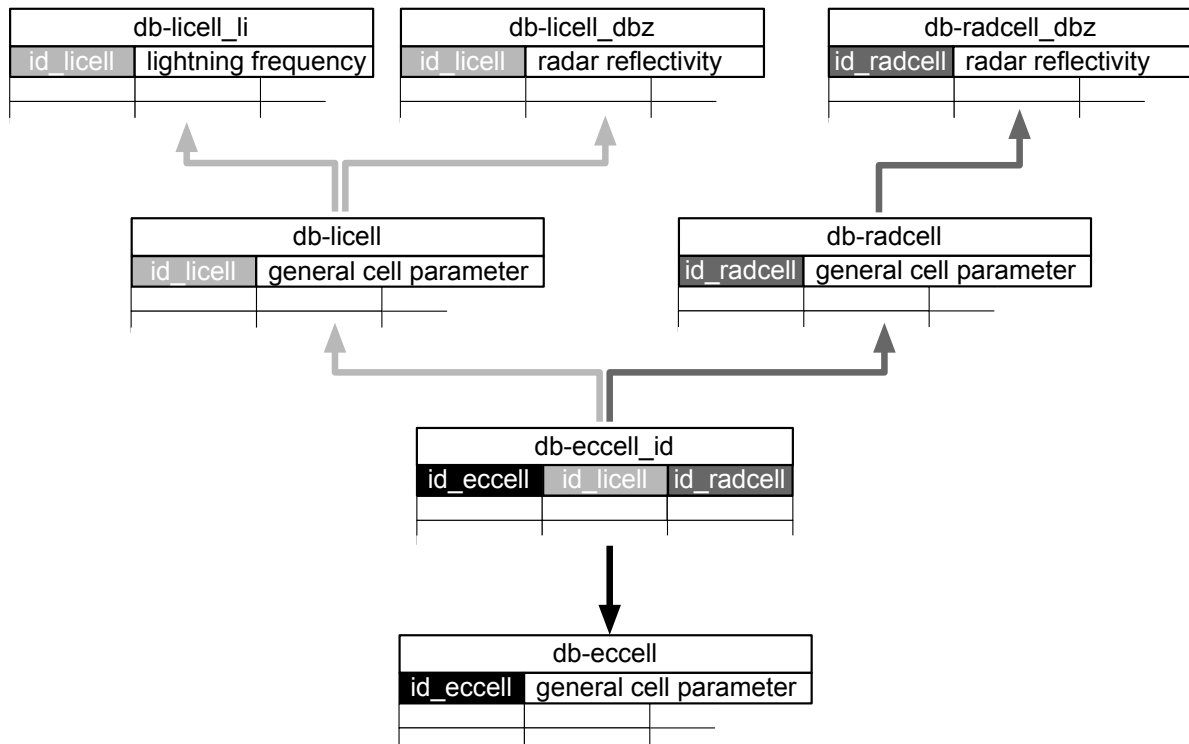 db-licell_li
id_licell lightning frequency
db-licell_dbz
id_licell radar reflectivity
db-radcell_dbz
id_radcell radar reflectivity
db-licell
id_licell general cell parameter
db-radcell
id_radcell general cell parameter
db-eccell_id
id_eccell id_licell id_radcell
db-eccell
id_eccell general cell parameter